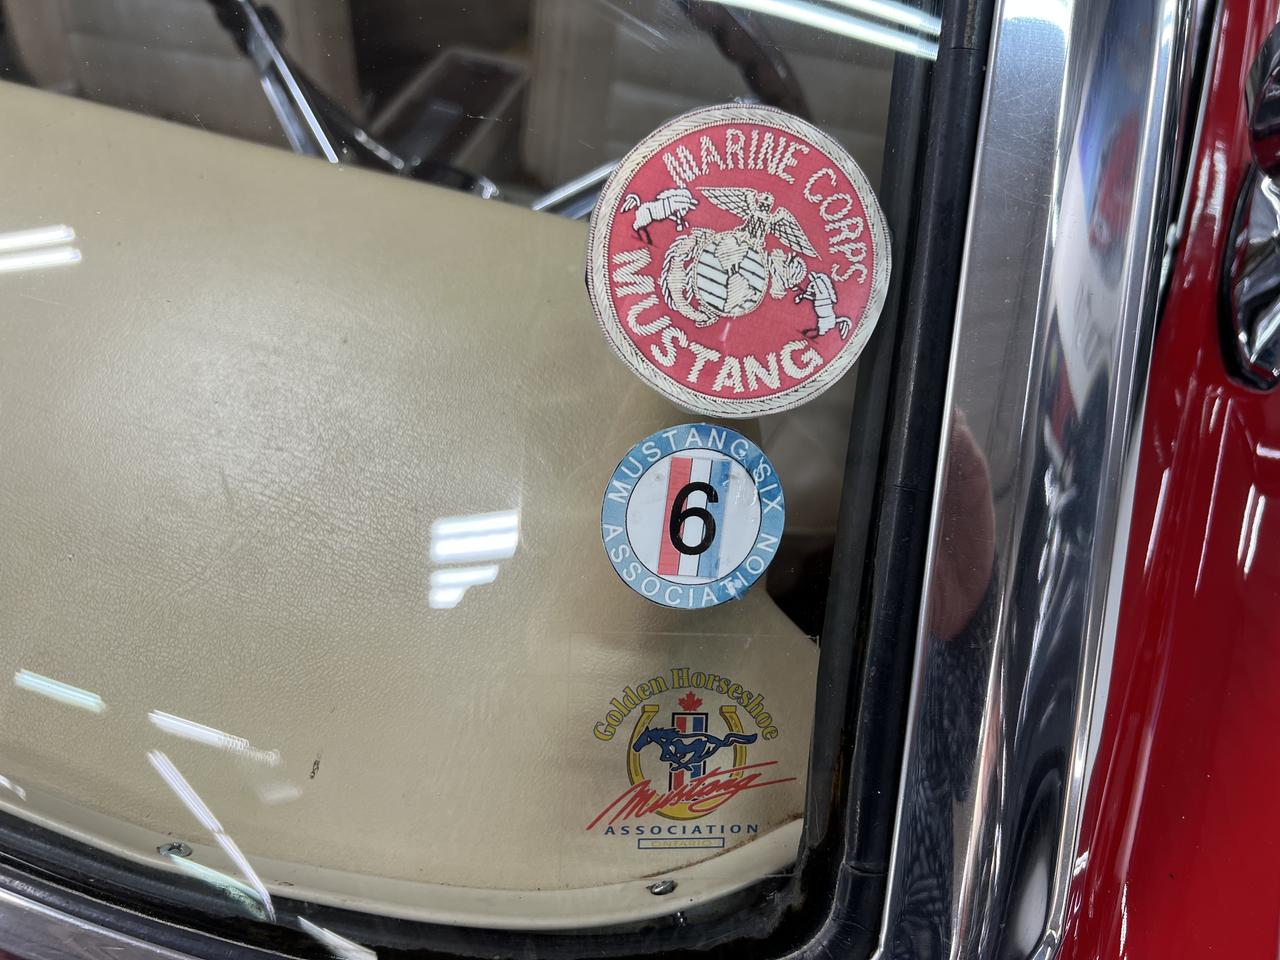 MARINE CORPS
MUSTANG
MUSTANG SIX
6
ASSOCIATION
Golden Horseshoe
Mustang
ASSOCIATION
ONTARIO